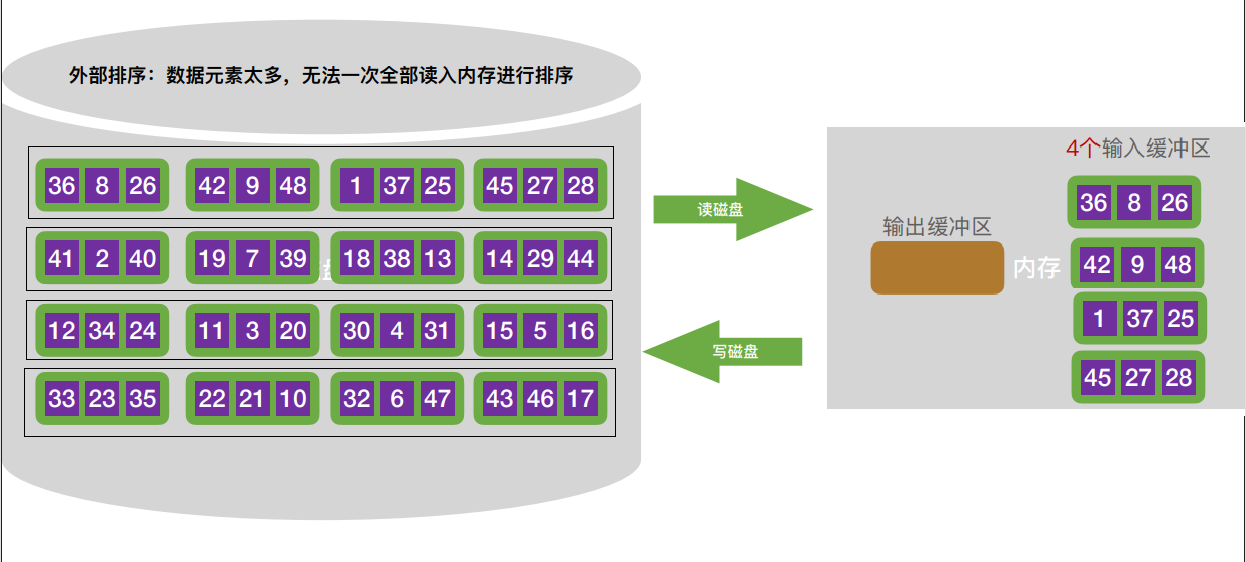 外部排序：数据元素太多，无法一次全部读入内存进行排序
36 8 26 42 9 48 1 37 25 45 27 28
41 2 40 19 7 39 18 38 13 14 29 44
12 34 24 11 3 20 30 4 31 15 5 16
33 23 35 22 21 10 32 6 47 43 46 17
读磁盘
写磁盘
4个输入缓冲区
输出缓冲区
内存
36 8 26
42 9 48
1 37 25
45 27 28